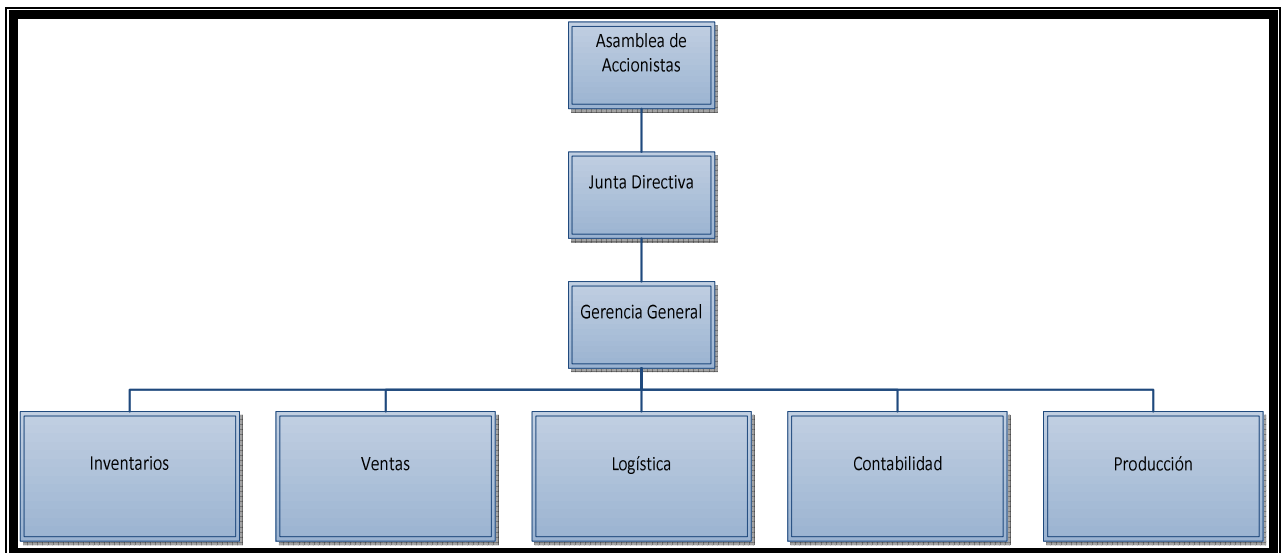 Asamblea de
Accionistas
Junta Directiva
Gerencia General
Inventarios
Ventas
Logística
Contabilidad
Producción